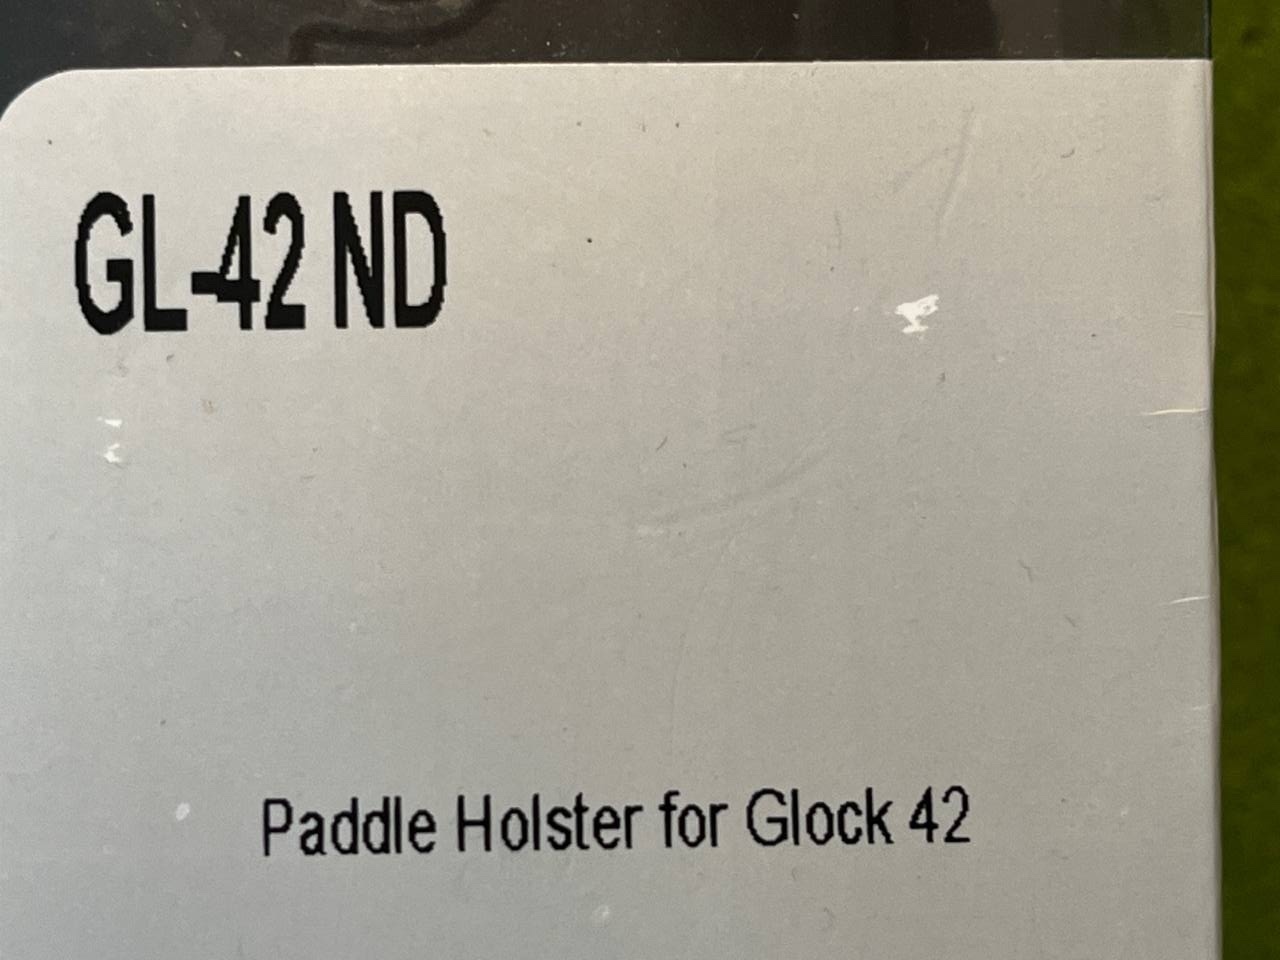 GL-42 ND
Paddle Holster for Glock 42